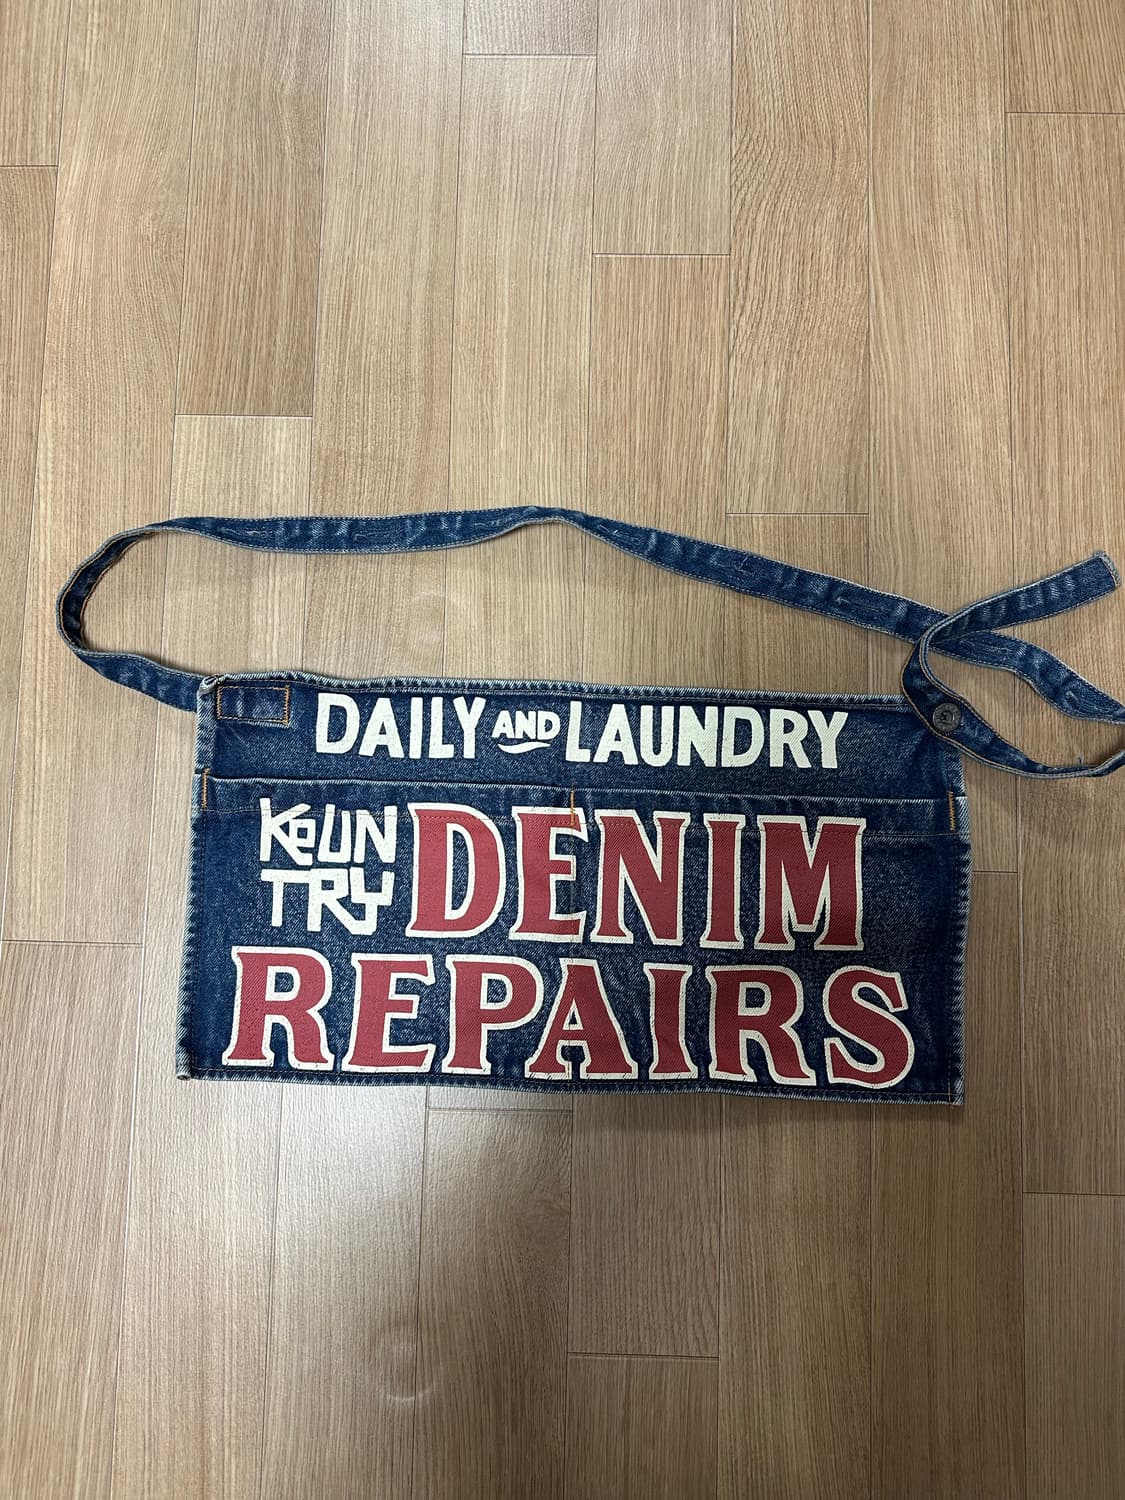 DAILY AND LAUNDRY
KOUN
TRY
DENIM
REPAIRS